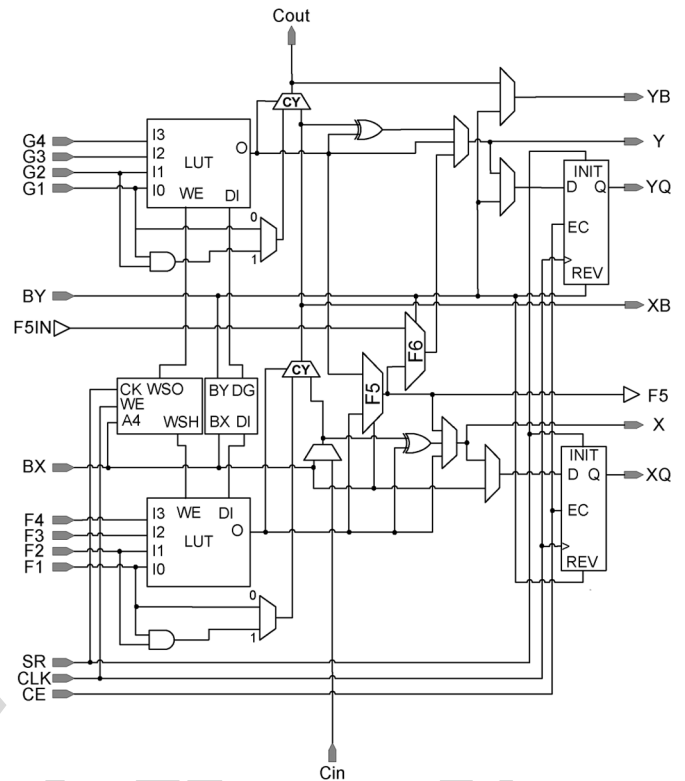 Cout
CY
YB
G4
G3
G2
G1
I3
I2
I1
I0
LUT
O
WE DI
Y
INIT
D Q
YQ
EC
REV
0
1
BY
XB
F5IN
F6
CY
F5
F5
CK WSO
WE
A4
WSH
BY DG
BX DI
X
INIT
D Q
XQ
EC
REV
BX
F4
F3
F2
F1
I3
I2
I1
I0
WE DI
LUT
O
0
1
SR
CLK
CE
Cin